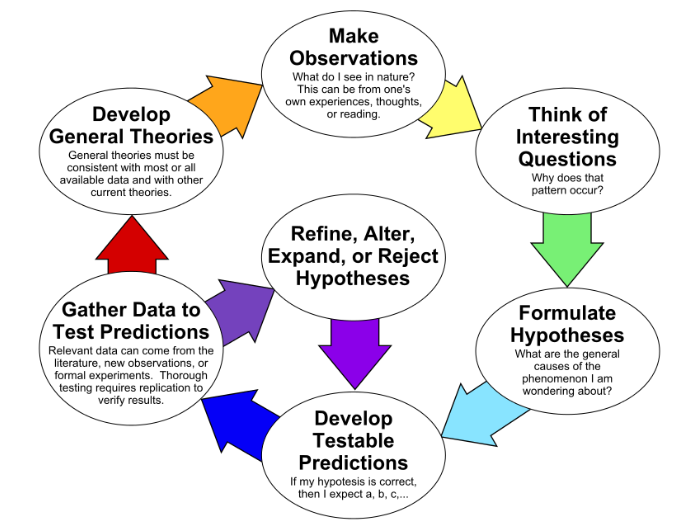 Make
Observations
What do I see in nature?
This can be from one's
own experiences, thoughts,
or reading.
Think of
Interesting
Questions
Why does that
pattern occur?
Formulate
Hypotheses
What are the general
causes of the
phenomenon I am
wondering about?
Develop
Testable
Predictions
If my hypotesis is correct,
then I expect a, b, c,...
Gather Data to
Test Predictions
Relevant data can come from the
literature, new observations, or
formal experiments. Thorough
testing requires replication to
verify results.
Refine, Alter,
Expand, or Reject
Hypotheses
Develop
General Theories
General theories must be
consistent with most or all
available data and with other
current theories.